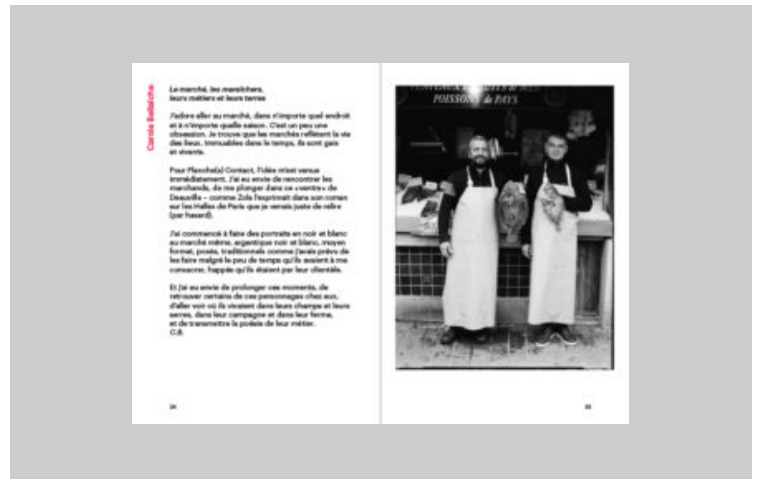 Carole Bellaïche
Le marché, les maraîchers,
leurs métiers et leurs terres
J'adore aller au marché, dans n'importe quel endroit
et à n'importe quelle saison. C'est un peu une
obsession. Je trouve que les marchés reflètent la vie
des lieux. Immuables dans le temps, ils sont gais
et vivants.
Pour Planche(s) Contact, l'idée m'est venue
immédiatement. J'ai eu envie de rencontrer les
marchands, de me plonger dans ce «ventre» de
Deauville – comme Zola l'exprimait dans son roman
sur les Halles de Paris que je venais juste de relire
(par hasard).
J'ai commencé à faire des portraits en noir et blanc
au marché même, argentique noir et blanc, moyen
format, posés, traditionnels comme j'avais prévu de
les faire malgré le peu de temps qu'ils avaient à me
consacrer, happés qu'ils étaient par leur clientèle.
Et j'ai eu envie de prolonger ces moments, de
retrouver certains de ces personnages chez eux,
d'aller voir où ils vivaient dans leurs champs et leurs
serres, dans leur campagne et dans leur ferme,
et de transmettre la poésie de leur métier.
C.B.
POISSONS de PAYS